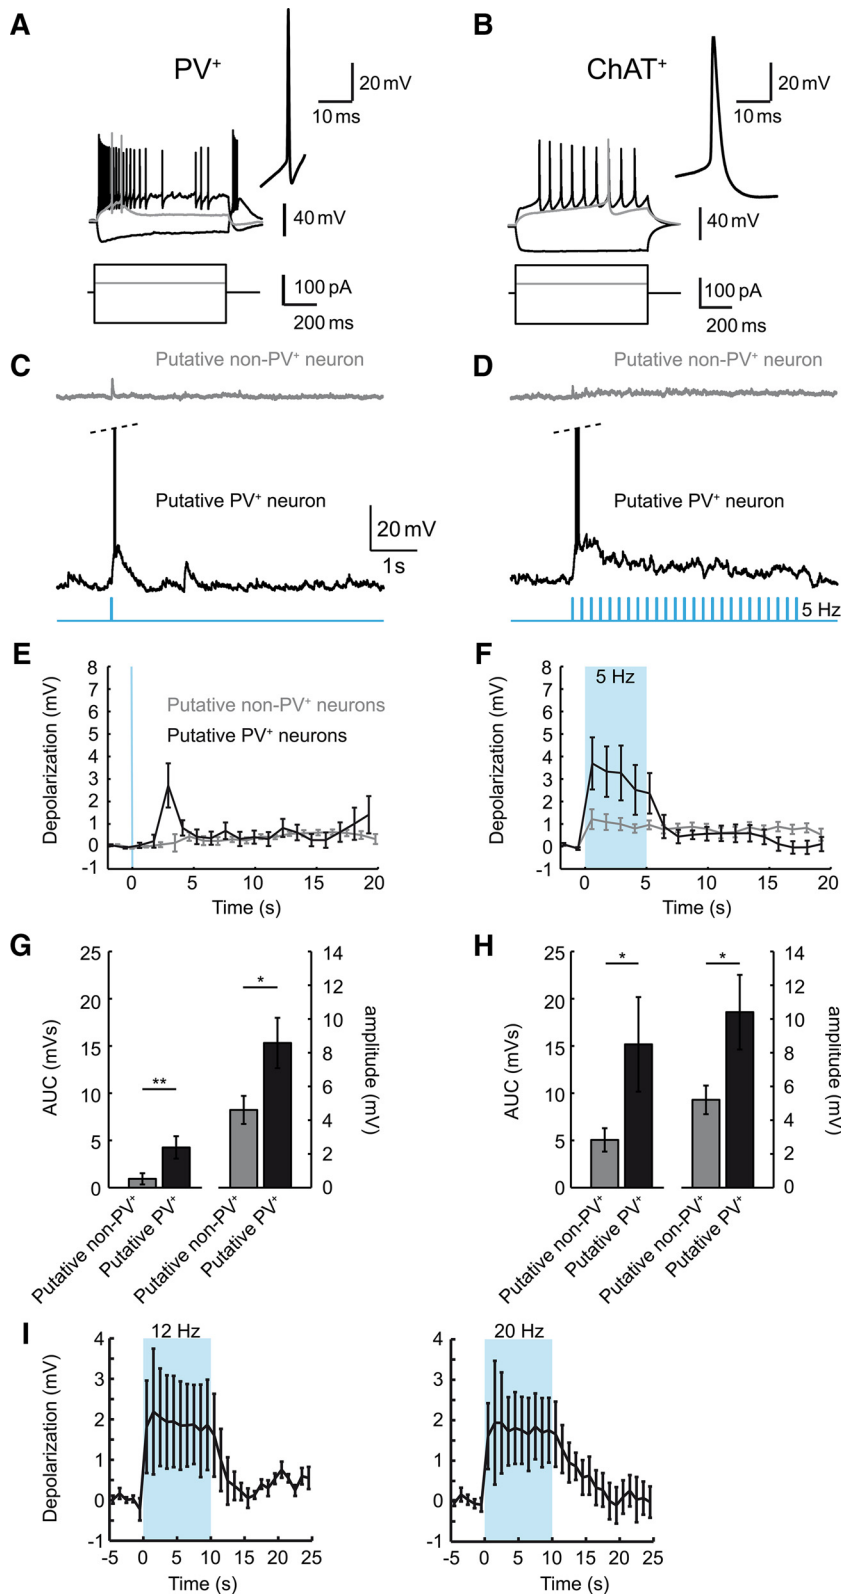 A
PV+
20 mV
10 ms
40 mV
100 pA
200 ms
B
ChAT+
20 mV
10 ms
40 mV
100 pA
200 ms
C
Putative non-PV+ neuron
Putative PV+ neuron
20 mV
1 s
D
Putative non-PV+ neuron
Putative PV+ neuron
5 Hz
E
Depolarization (mV)
8
7
6
5
4
3
2
1
0
-1
Putative non-PV+ neurons
Putative PV+ neurons
0 5 10 15 20
Time (s)
F
Depolarization (mV)
8
7
6
5
4
3
2
1
0
-1
5 Hz
0 5 10 15 20
Time (s)
G
AUC (mVs)
25
20
15
10
5
0
**
*
14
12
10
8
6
4
2
0
amplitude (mV)
Putative non-PV+
Putative PV+
Putative non-PV+
Putative PV+
H
AUC (mVs)
25
20
15
10
5
0
*
*
14
12
10
8
6
4
2
0
amplitude (mV)
Putative non-PV+
Putative PV+
Putative non-PV+
Putative PV+
I
12 Hz
Depolarization (mV)
4
3
2
1
0
-1
-5 0 5 10 15 20 25
Time (s)
20 Hz
4
3
2
1
0
-1
-5 0 5 10 15 20 25
Time (s)